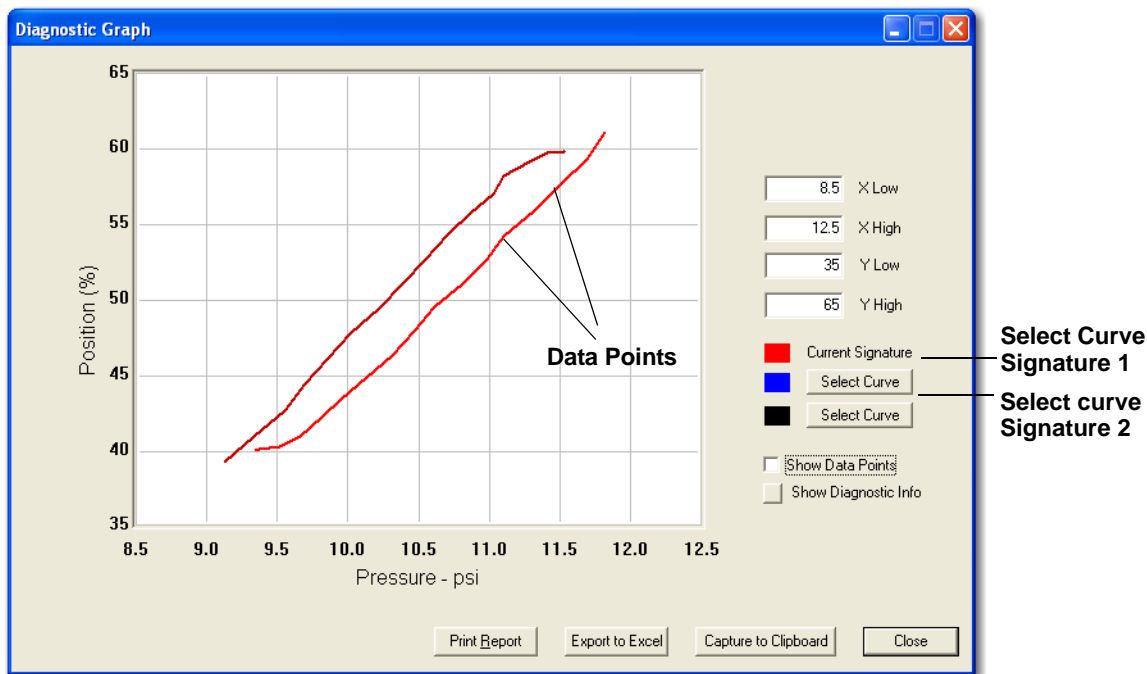 Diagnostic Graph
65
60
55
50
45
40
35
Position (%)
8.5 9.0 9.5 10.0 10.5 11.0 11.5 12.0 12.5
Pressure - psi
Data Points
8.5 X Low
12.5 X High
35 Y Low
65 Y High
Current Signature
Select Curve
Select Curve
Show Data Points
Show Diagnostic Info
Select Curve
Signature 1
Select curve
Signature 2
Print Report Export to Excel Capture to Clipboard Close